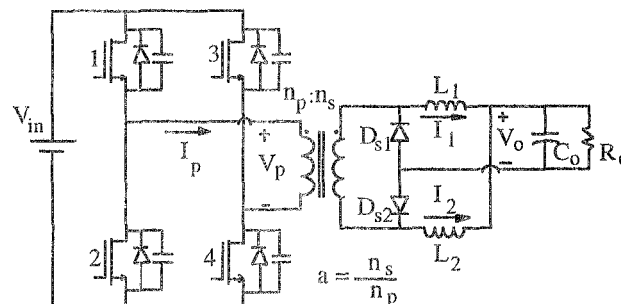 1
3
n_p:n_s
L_1
V_in
I_p
+
V_p
−
D_s1
I_1
+
V_o
−
C_o
R_o
D_s2
I_2
L_2
2
4
a = n_s / n_p